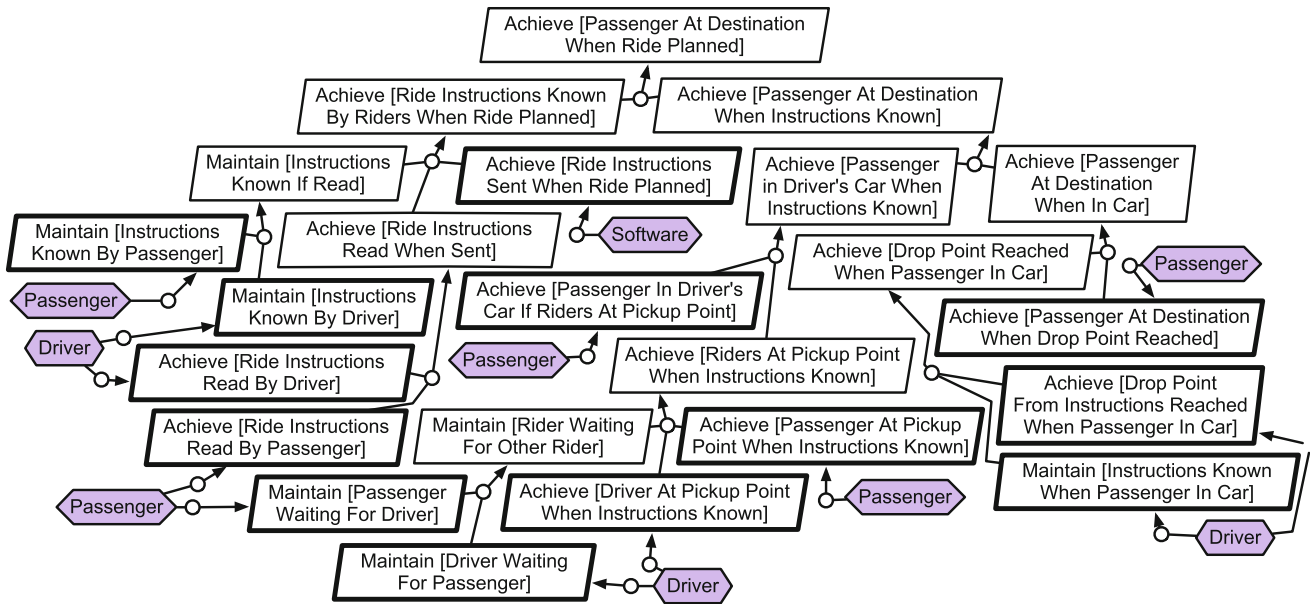 Achieve [Passenger At Destination
When Ride Planned]
Achieve [Ride Instructions Known
By Riders When Ride Planned]
Achieve [Passenger At Destination
When Instructions Known]
Maintain [Instructions
Known If Read]
Achieve [Ride Instructions
Sent When Ride Planned]
Achieve [Passenger
in Driver's Car When
Instructions Known]
Achieve [Passenger
At Destination
When In Car]
Maintain [Instructions
Known By Passenger]
Achieve [Ride Instructions
Read When Sent]
Software
Achieve [Drop Point Reached
When Passenger In Car]
Passenger
Passenger
Maintain [Instructions
Known By Driver]
Achieve [Passenger In Driver's
Car If Riders At Pickup Point]
Achieve [Passenger At Destination
When Drop Point Reached]
Driver
Achieve [Ride Instructions
Read By Driver]
Passenger
Achieve [Riders At Pickup Point
When Instructions Known]
Achieve [Drop Point
From Instructions Reached
When Passenger In Car]
Achieve [Ride Instructions
Read By Passenger]
Maintain [Rider Waiting
For Other Rider]
Achieve [Passenger At Pickup
Point When Instructions Known]
Maintain [Instructions Known
When Passenger In Car]
Passenger
Maintain [Passenger
Waiting For Driver]
Achieve [Driver At Pickup Point
When Instructions Known]
Passenger
Driver
Maintain [Driver Waiting
For Passenger]
Driver